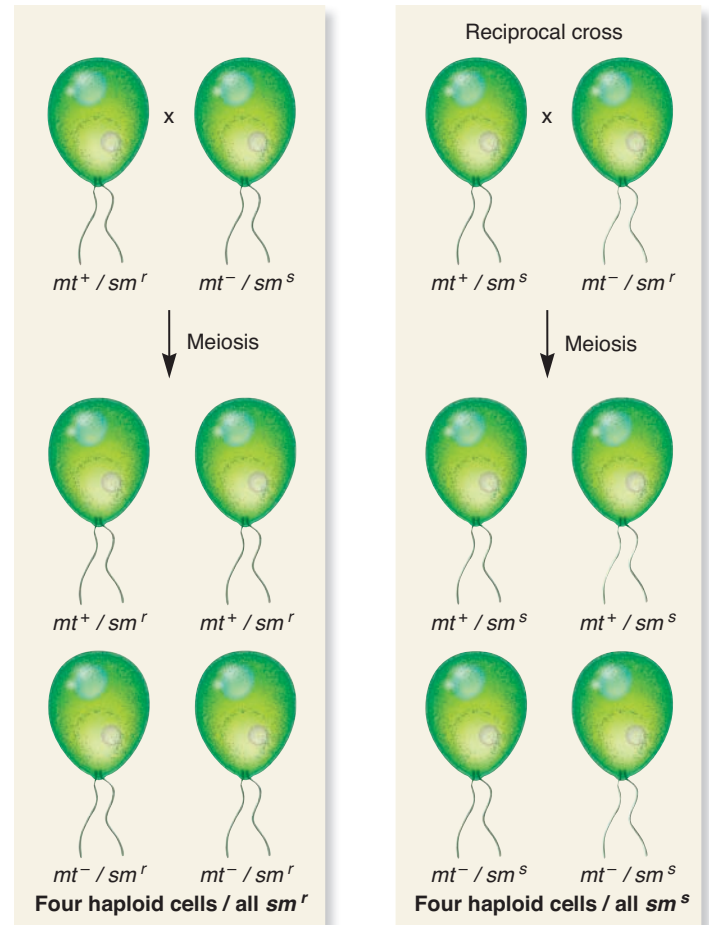 mt⁺ / smʳ
x
mt⁻ / smˢ
Meiosis
mt⁺ / smʳ
mt⁺ / smʳ
mt⁻ / smʳ
mt⁻ / smʳ
Four haploid cells / all smʳ
Reciprocal cross
mt⁺ / smˢ
x
mt⁻ / smʳ
Meiosis
mt⁺ / smˢ
mt⁺ / smˢ
mt⁻ / smˢ
mt⁻ / smˢ
Four haploid cells / all smˢ